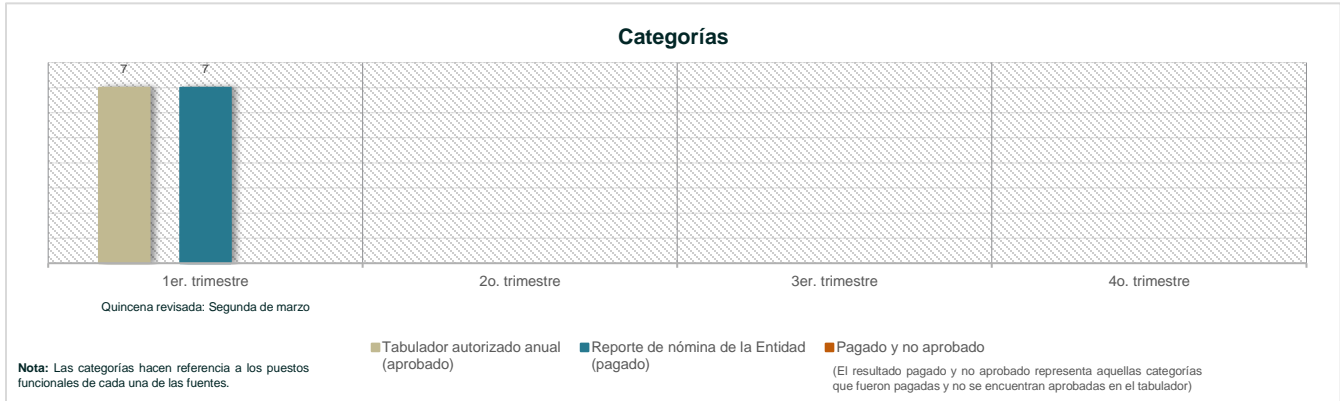 Categorías
7 7
1er. trimestre 2o. trimestre 3er. trimestre 4o. trimestre
Quincena revisada: Segunda de marzo
Tabulador autorizado anual
(aprobado)
Reporte de nómina de la Entidad
(pagado)
Pagado y no aprobado
(El resultado pagado y no aprobado representa aquellas categorías
que fueron pagadas y no se encuentran aprobadas en el tabulador)
Nota: Las categorías hacen referencia a los puestos
funcionales de cada una de las fuentes.